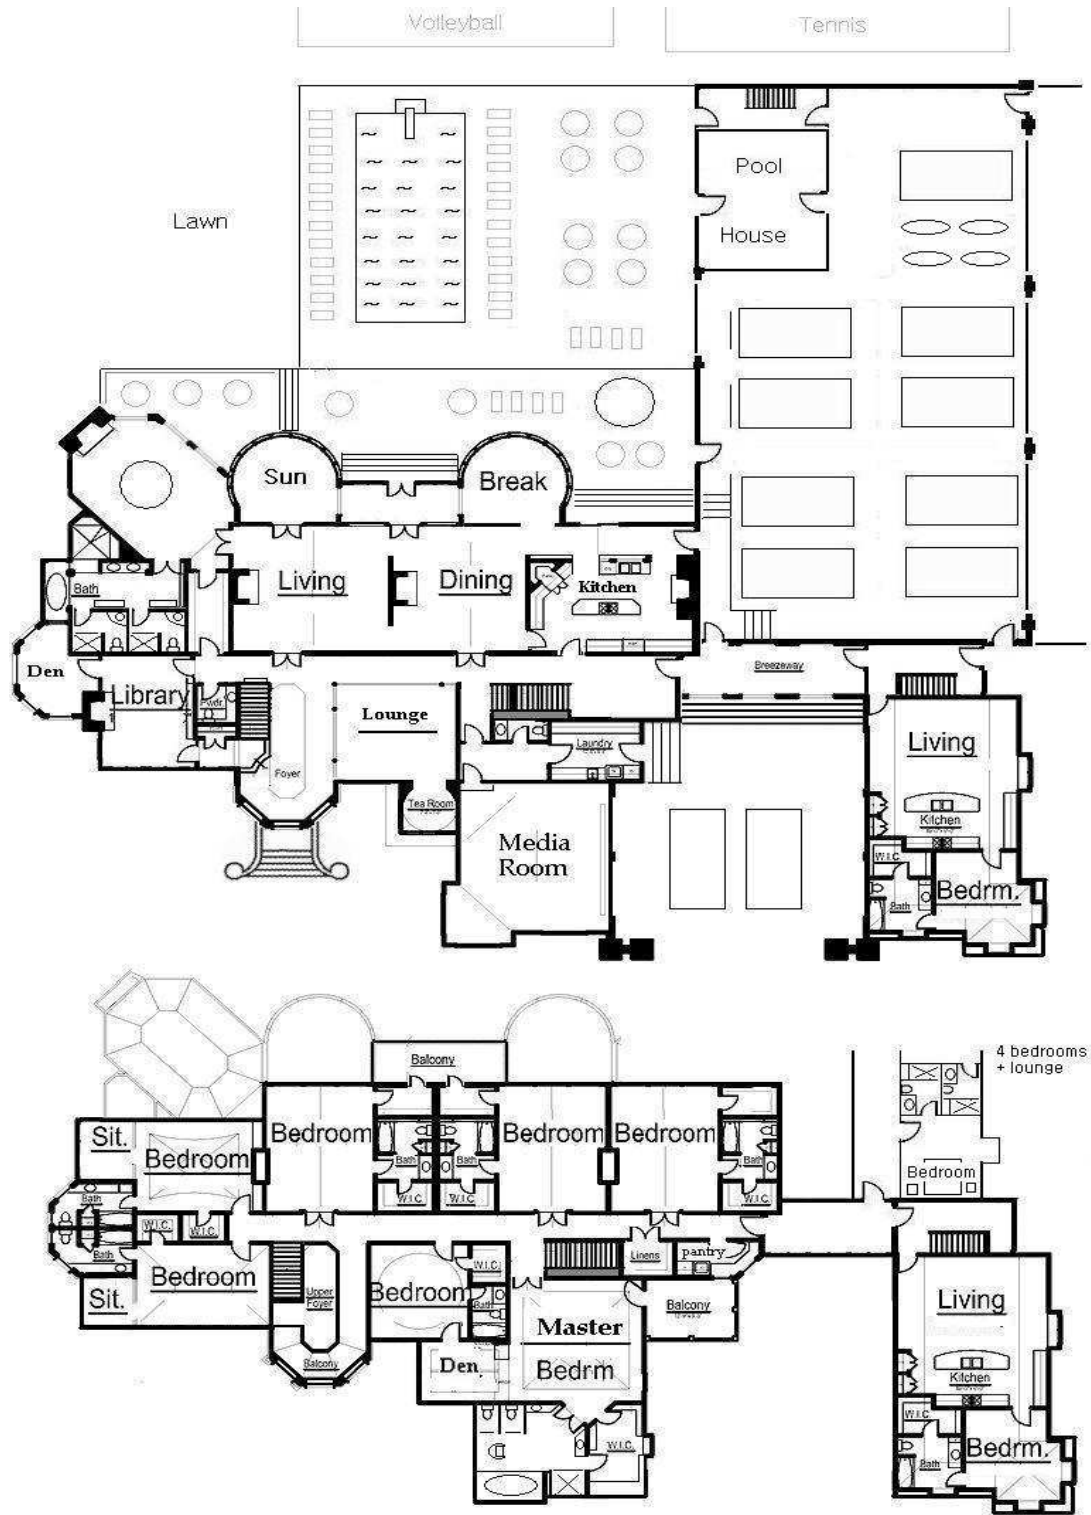 Volleyball
Tennis
Pool
House
Lawn
Sun
Break
Living
Dining
Kitchen
Bath
Den
Library
Pwdr.
Lounge
Foyer
Tea Room
Laundry
Breezeway
Media
Room
Living
Kitchen
W.I.C.
Bath
Bedrm.
4 bedrooms
+ lounge
Balcony
Sit.
Bedroom
Bedroom
Bedroom
Bedroom
Bath
Bath
Bath
W.I.C.
W.I.C.
W.I.C.
Bedroom
Bath
W.I.C.
W.I.C.
Bath
Bedroom
Sit.
Upper
Foyer
Balcony
Bedroom
W.I.C.
Bath
Linens
pantry
Balcony
Master
Bedrm
Den
W.I.C.
Living
Kitchen
W.I.C.
Bath
Bedrm.